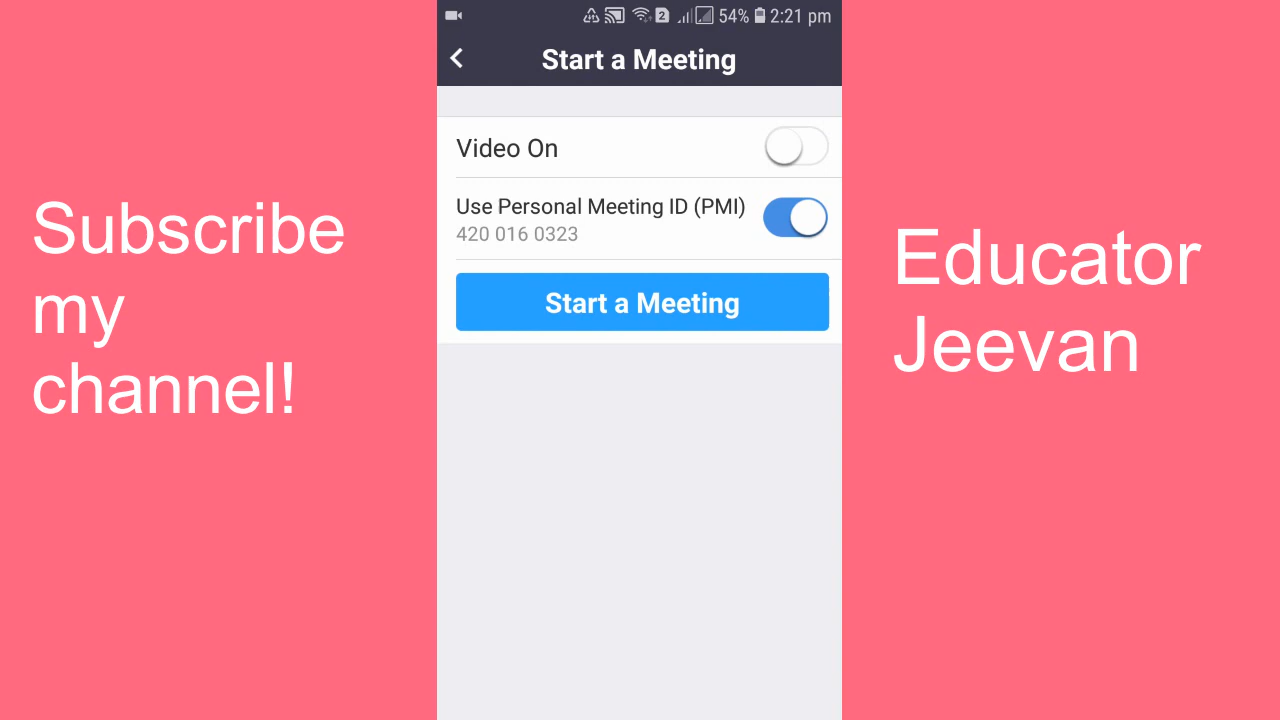 Subscribe
my
channel!
2 54% 2:21 pm
Start a Meeting
Video On
Use Personal Meeting ID (PMI)
420 016 0323
Start a Meeting
Educator
Jeevan